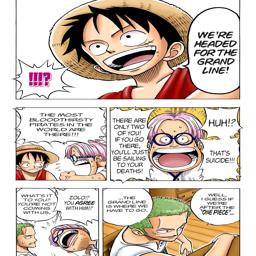 WE'RE
HEADED FOR
THE GRAND
LINE!
!!!?
THE MOST
BLOODTHIRSTY
PIRATES IN THE
WORLD ARE
THERE!!!
THERE ARE
ONLY TWO
OF YOU!
IF YOU GO
THERE,
YOU'LL JUST
BE SAILING
TO YOUR
DEATHS!
HUH!?
THAT'S
SUICIDE!!!
WHAT'S IT
TO YOU?
YOU'RE NOT
COMING
WITH US.
ZOLO!!
YOU AGREE
WITH HIM!?
THE GRAND
LINE IS
WHERE WE
HAVE TO GO.
WELL,
I GUESS IF
WE'RE
AFTER THE
"ONE PIECE"...